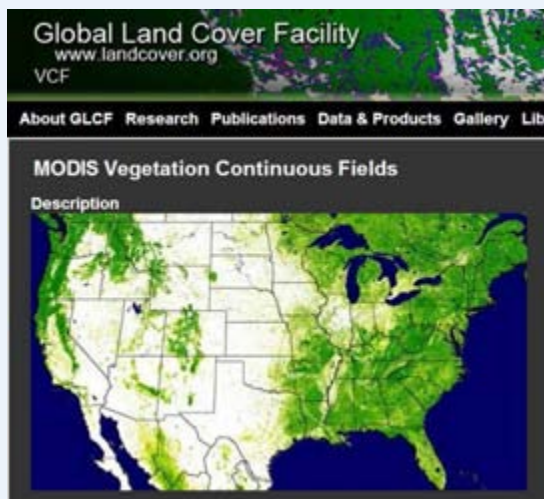 Global Land Cover Facility
www.landcover.org
VCF
About GLCF Research Publications Data & Products Gallery Lib
MODIS Vegetation Continuous Fields
Description